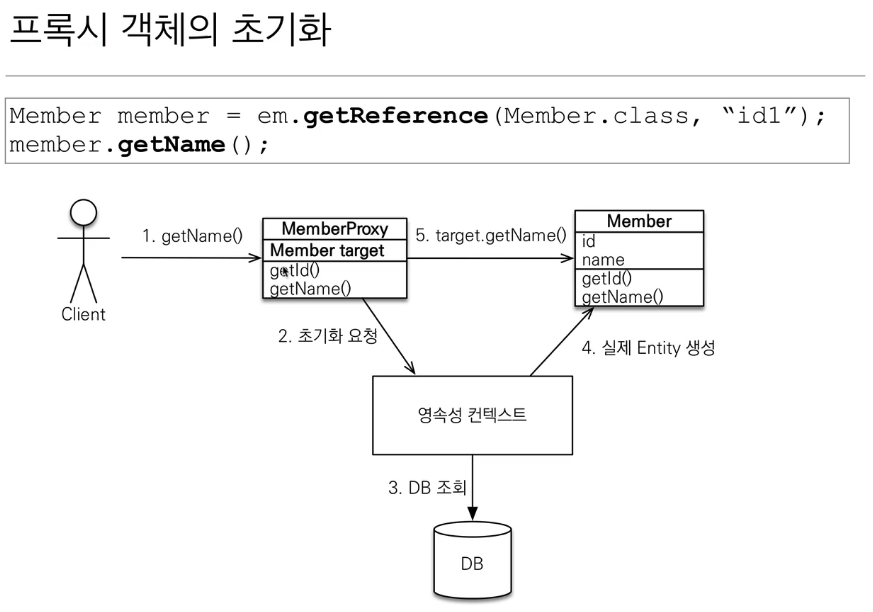 프록시 객체의 초기화
Member member = em.getReference(Member.class, “id1”);
member.getName();
1. getName()
MemberProxy
Member target
getId()
getName()
5. target.getName()
Member
id
name
getId()
getName()
Client
2. 초기화 요청
4. 실제 Entity 생성
영속성 컨텍스트
3. DB 조회
DB